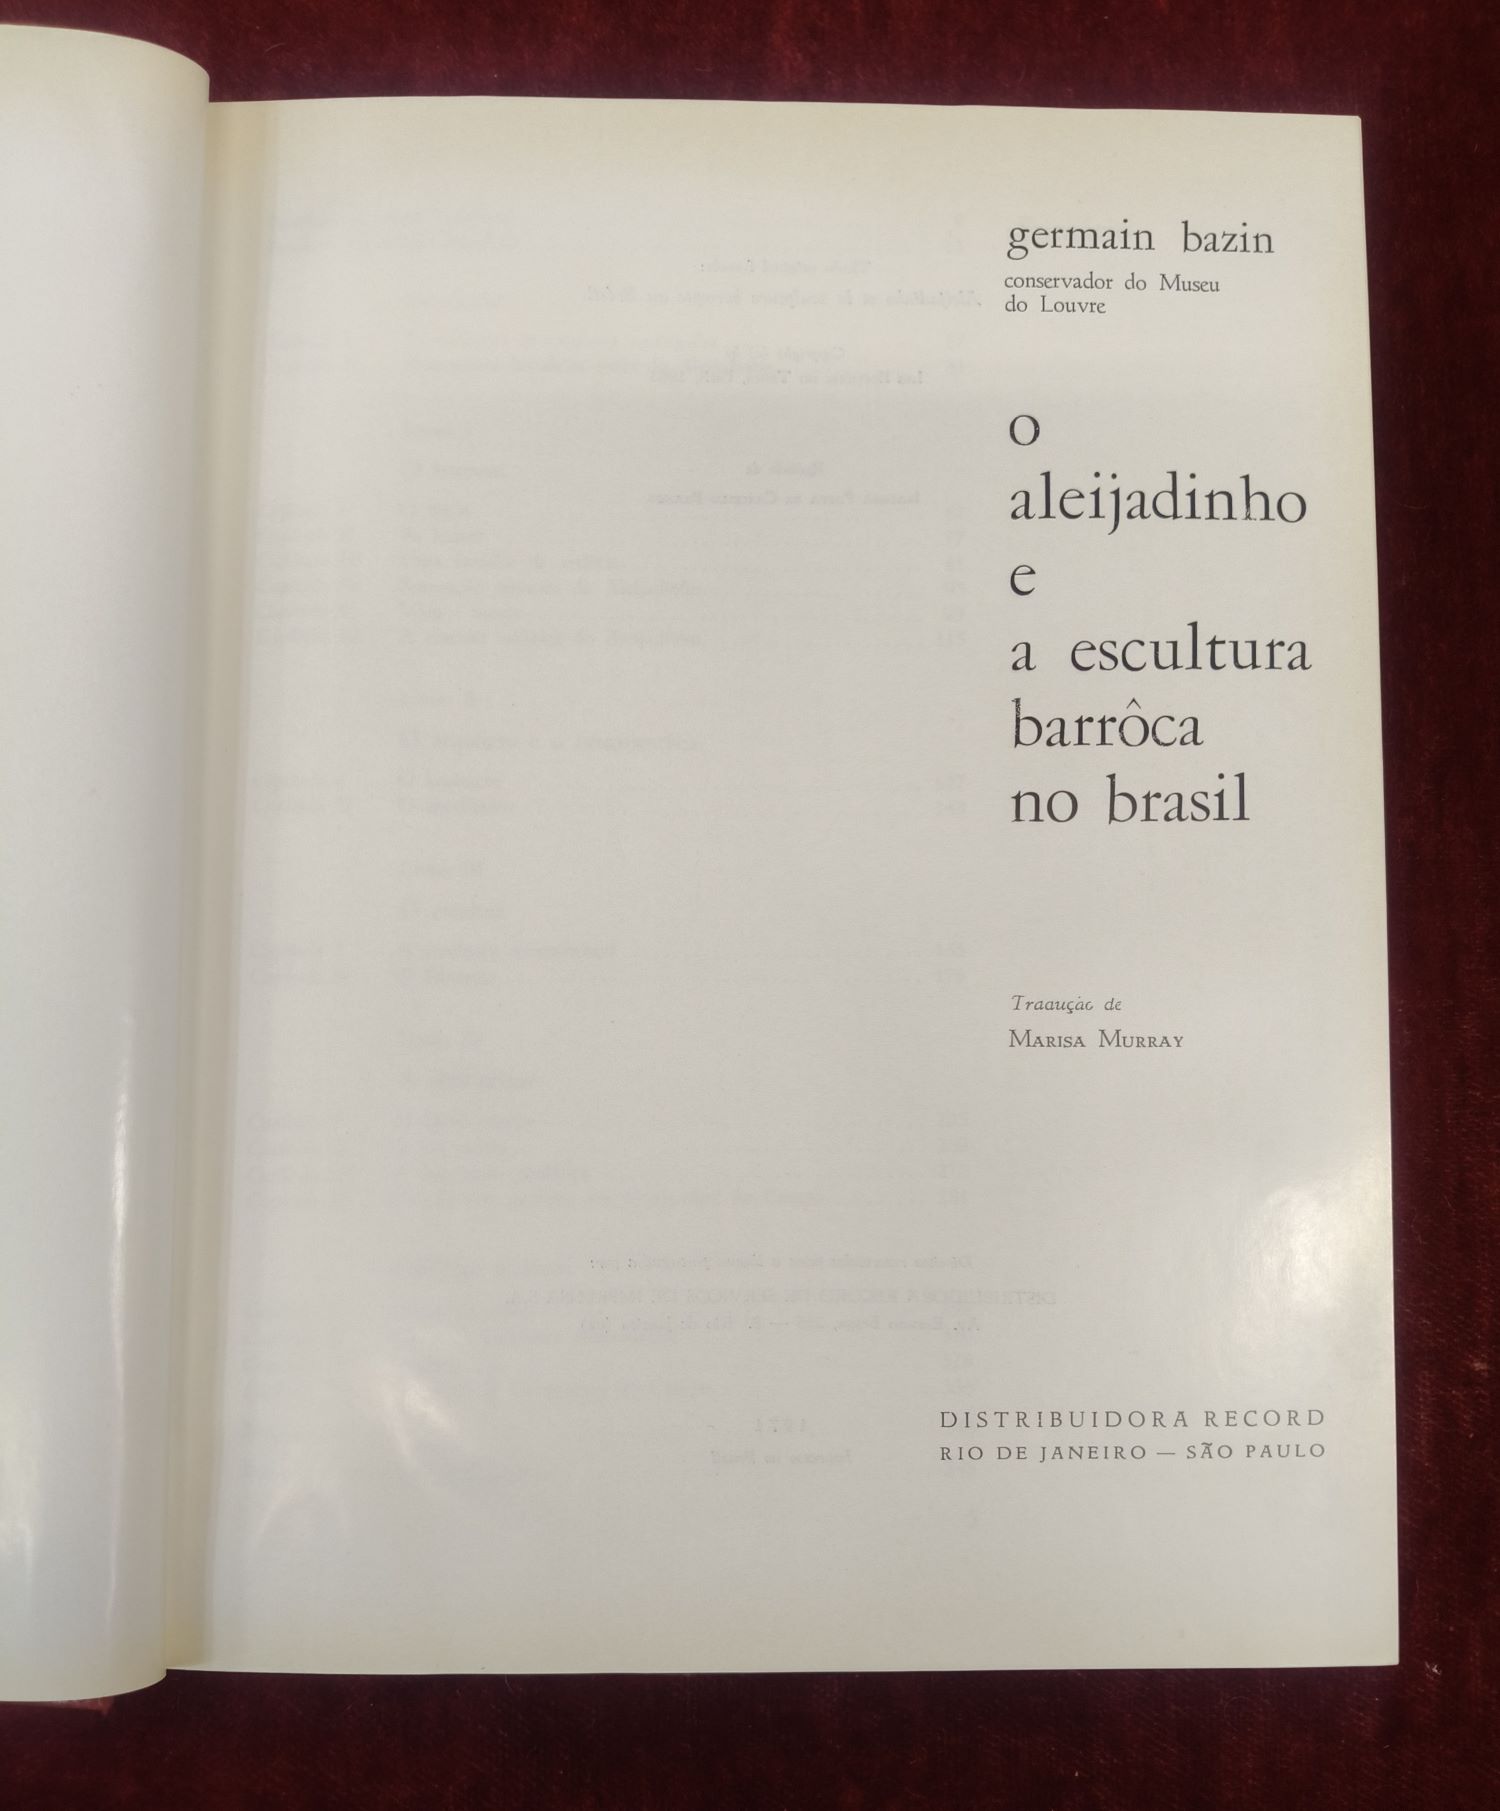 germain bazin
conservador do Museu
do Louvre
o
aleijadinho
e
a escultura
barrôca
no brasil
Tradução de
MARISA MURRAY
DISTRIBUIDORA RECORD
RIO DE JANEIRO — SÃO PAULO